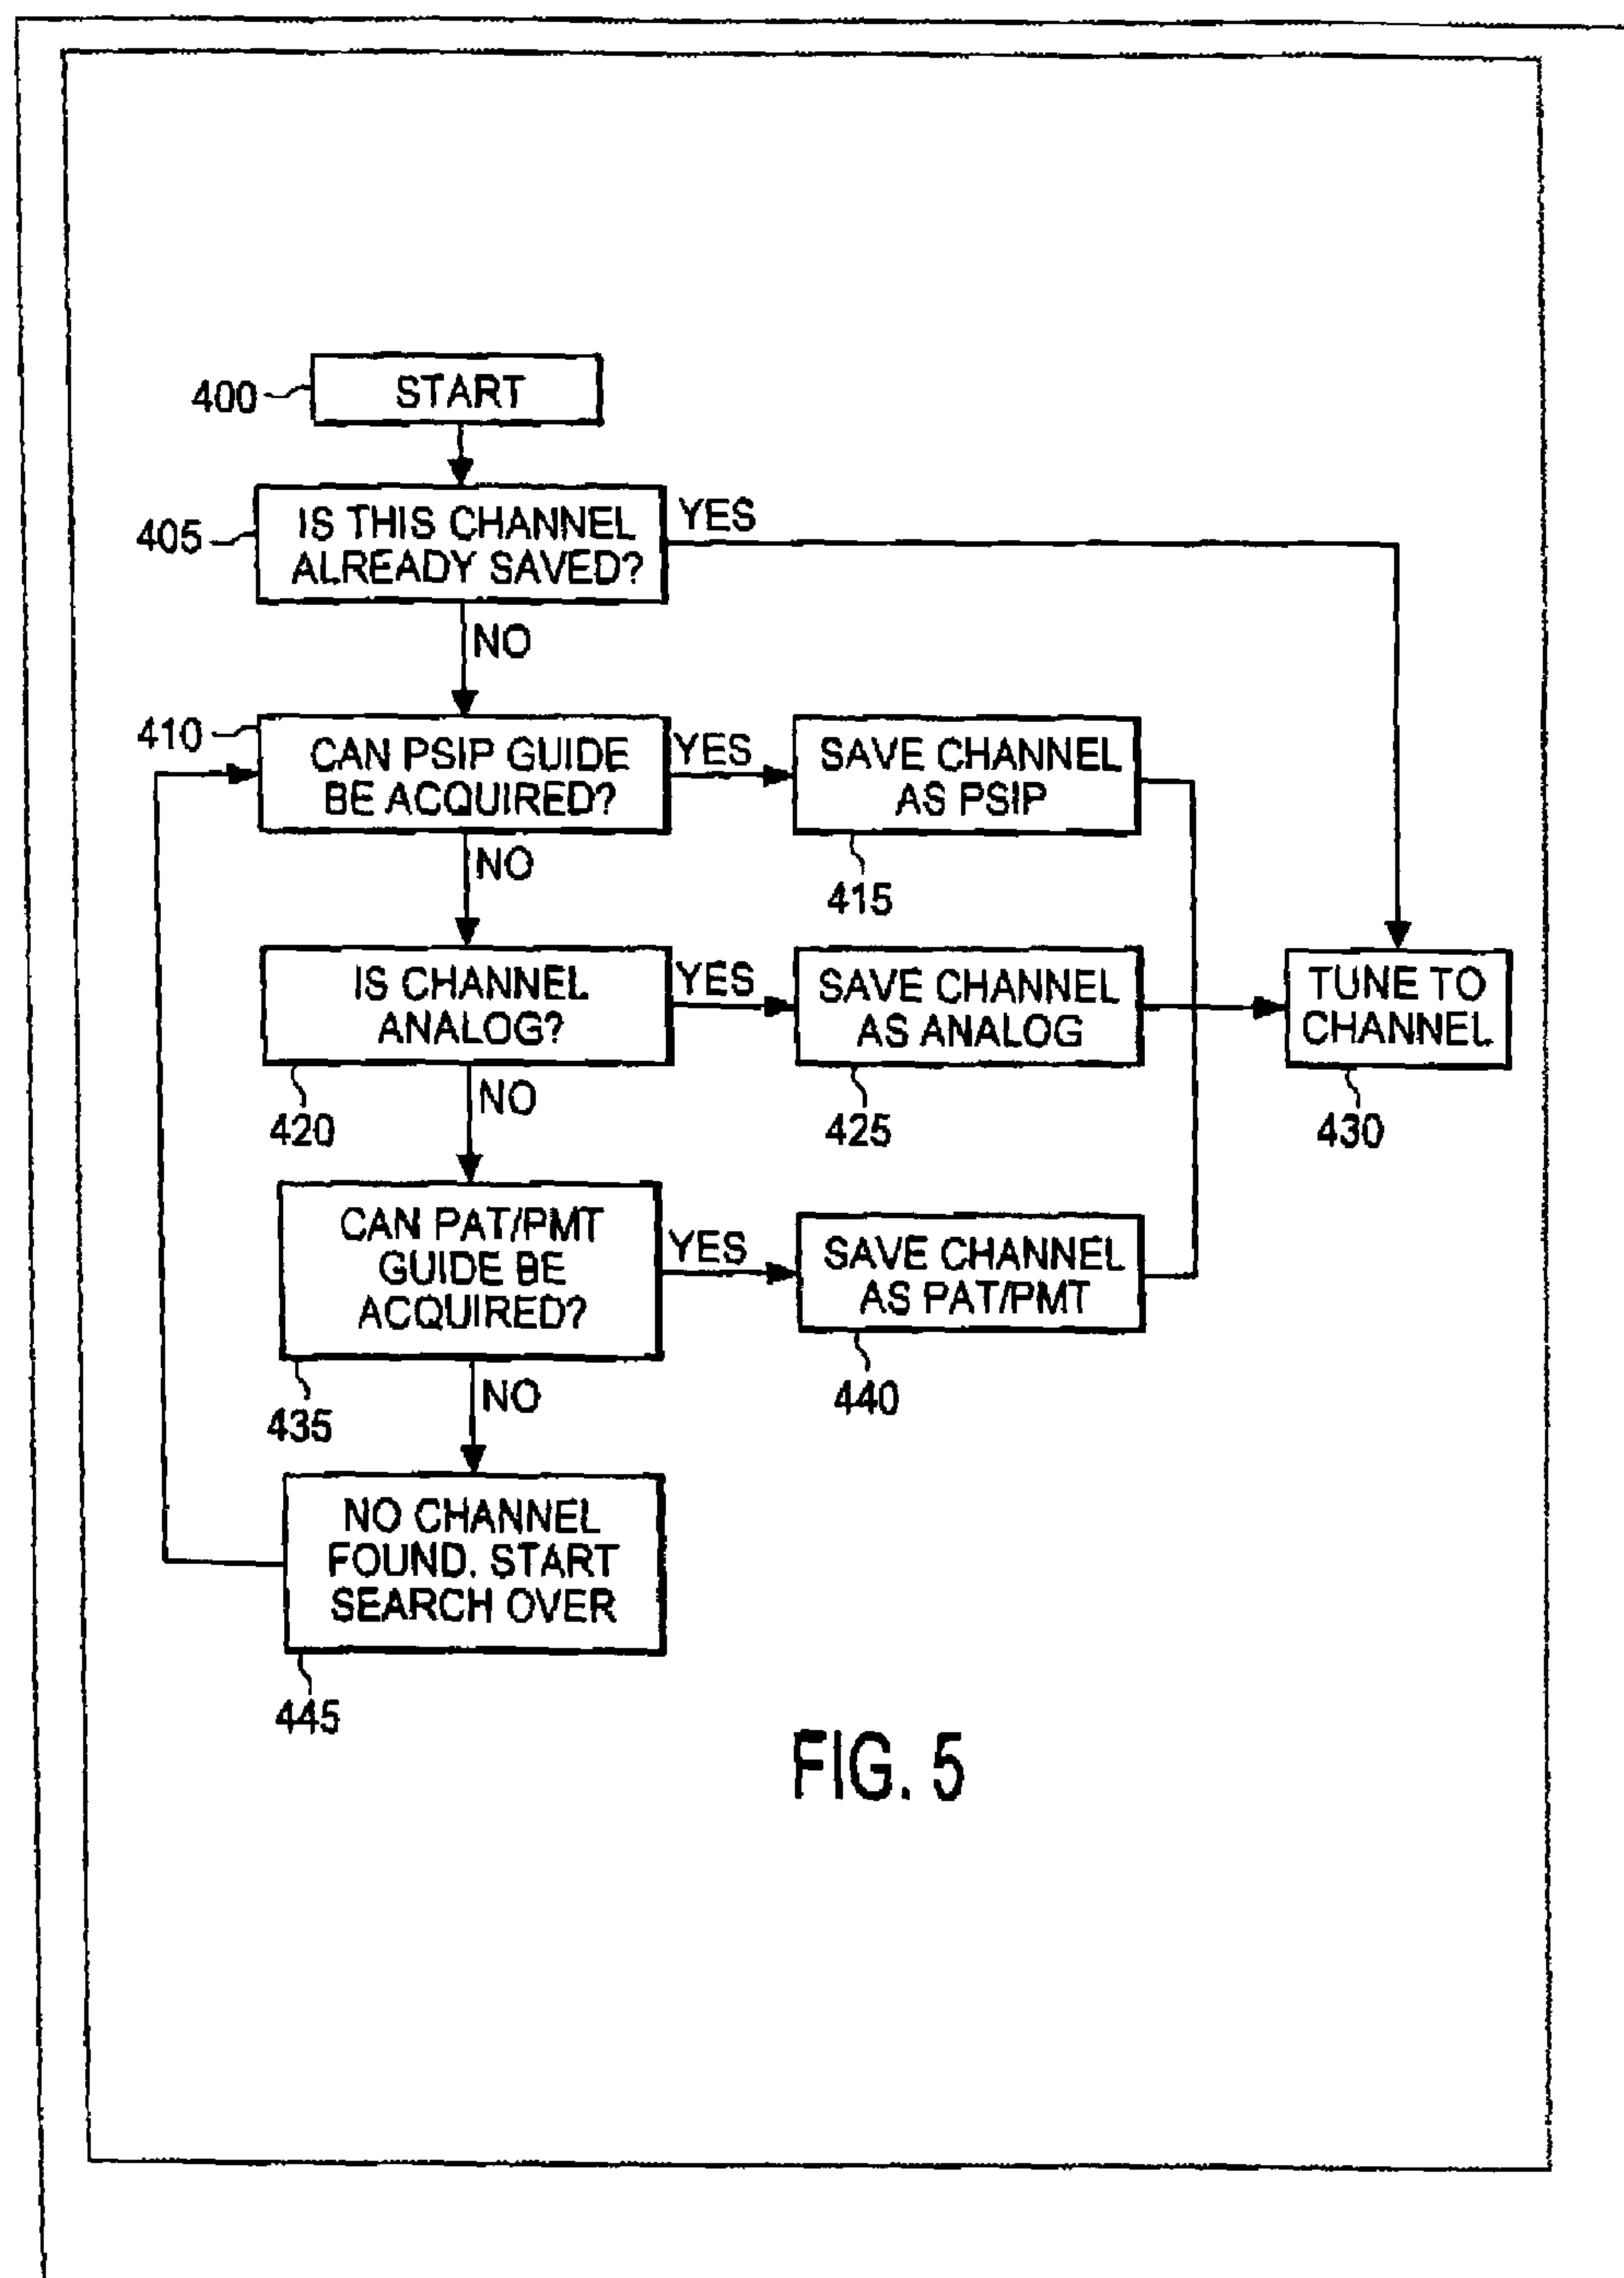 400
START
405
IS THIS CHANNEL
ALREADY SAVED?
YES
NO
410
CAN PSIP GUIDE
BE ACQUIRED?
YES
SAVE CHANNEL
AS PSIP
415
NO
IS CHANNEL
ANALOG?
420
YES
SAVE CHANNEL
AS ANALOG
425
TUNE TO
CHANNEL
430
NO
CAN PAT/PMT
GUIDE BE
ACQUIRED?
435
YES
SAVE CHANNEL
AS PAT/PMT
440
NO
NO CHANNEL
FOUND. START
SEARCH OVER
445
FIG. 5